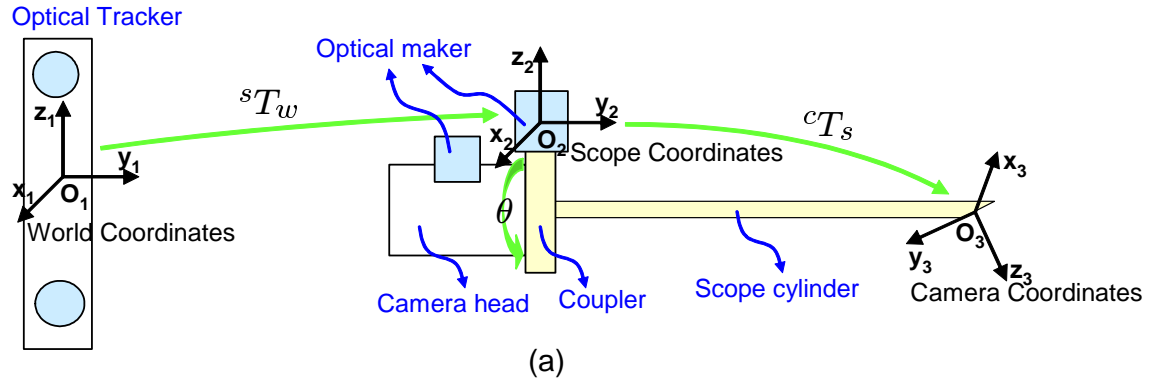 Optical Tracker
Optical maker
z₂
ˢT_w
z₁
y₂
ᶜTₛ
x₂
O₂
Scope Coordinates
y₁
x₃
x₁
O₁
θ
World Coordinates
O₃
y₃
z₃
Camera head
Coupler
Scope cylinder
Camera Coordinates
(a)